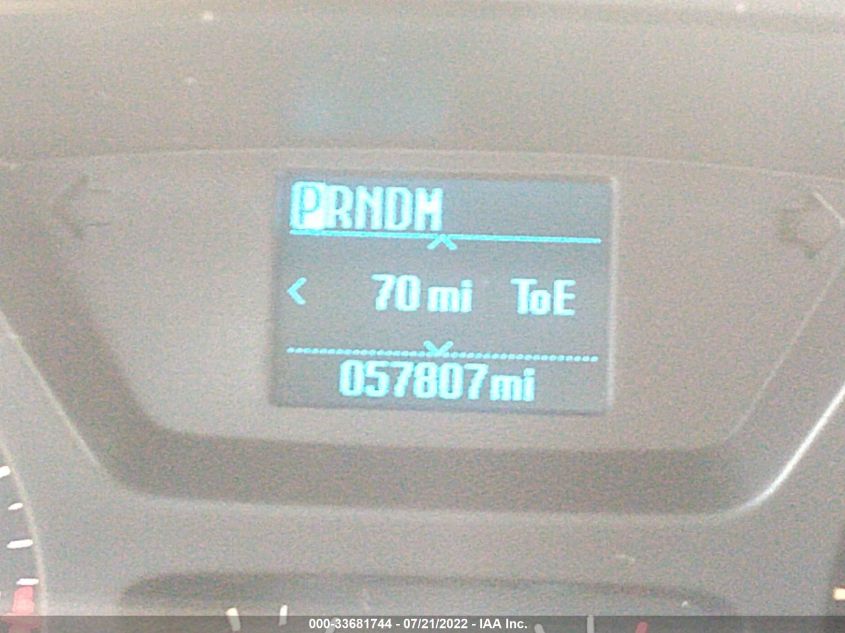 PRNDM
70 mi ToE
057807mi
000-33681744 - 07/21/2022 - IAA Inc.